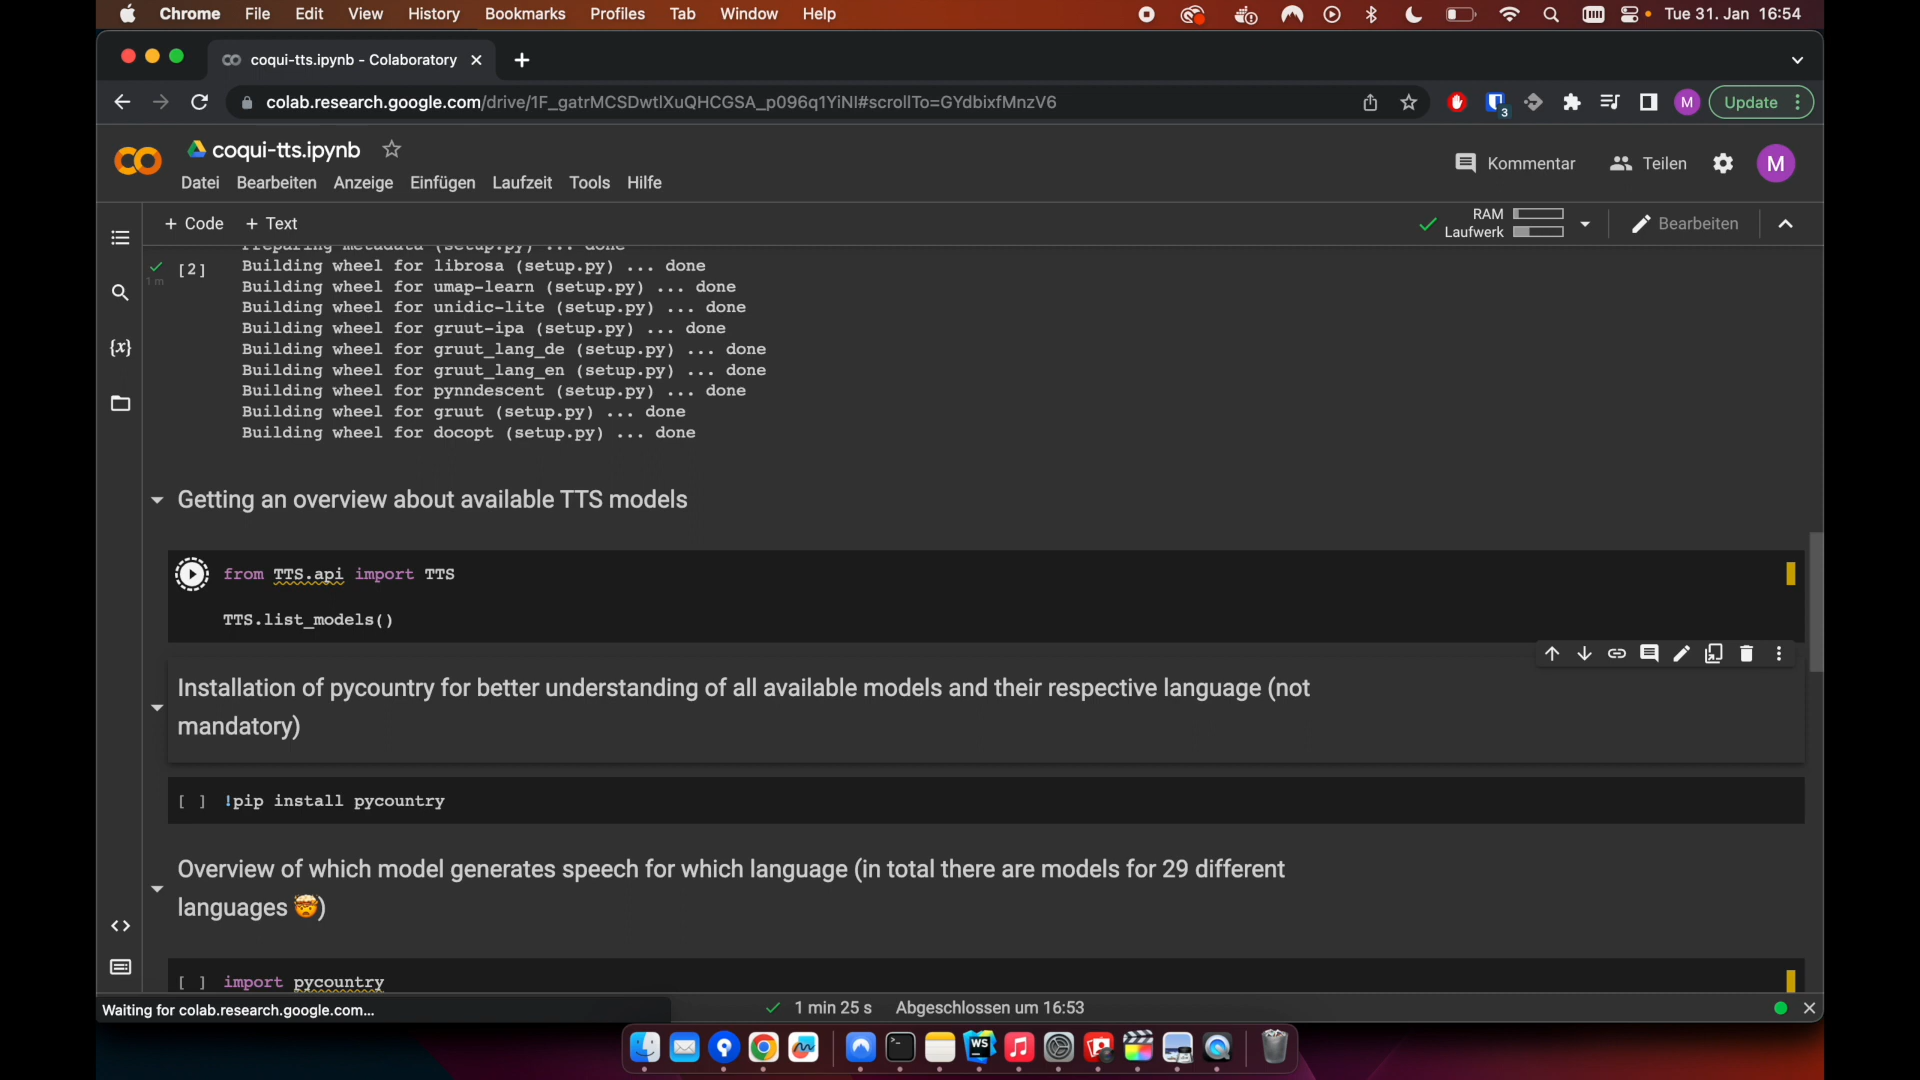 Chrome File Edit View History Bookmarks Profiles Tab Window Help Tue 31. Jan 16:54
coqui-tts.ipynb - Colaboratory
colab.research.google.com/drive/1F_gatrMCSDwtlXuQHCGSA_p096q1YiNl#scrollTo=GYdbixfMnzV6 3 M Update
coqui-tts.ipynb
Kommentar Teilen M
Datei Bearbeiten Anzeige Einfügen Laufzeit Tools Hilfe
+ Code + Text RAM Laufwerk Bearbeiten
Preparing metadata (setup.py) ... done
[2] Building wheel for librosa (setup.py) ... done
1 m
Building wheel for umap-learn (setup.py) ... done
Building wheel for unidic-lite (setup.py) ... done
Building wheel for gruut-ipa (setup.py) ... done
Building wheel for gruut_lang_de (setup.py) ... done
Building wheel for gruut_lang_en (setup.py) ... done
Building wheel for pynndescent (setup.py) ... done
Building wheel for gruut (setup.py) ... done
Building wheel for docopt (setup.py) ... done
Getting an overview about available TTS models
from TTS.api import TTS
TTS.list_models()
Installation of pycountry for better understanding of all available models and their respective language (not
mandatory)
[ ] !pip install pycountry
Overview of which model generates speech for which language (in total there are models for 29 different
languages 🤯)
[ ] import pycountry
Waiting for colab.research.google.com...
1 min 25 s Abgeschlossen um 16:53
WS